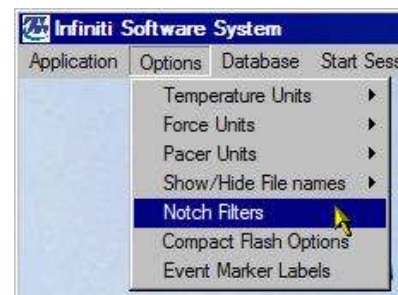 Infiniti Software System
Application Options Database Start Sess
Temperature Units
Force Units
Pacer Units
Show/Hide File names
Notch Filters
Compact Flash Options
Event Marker Labels